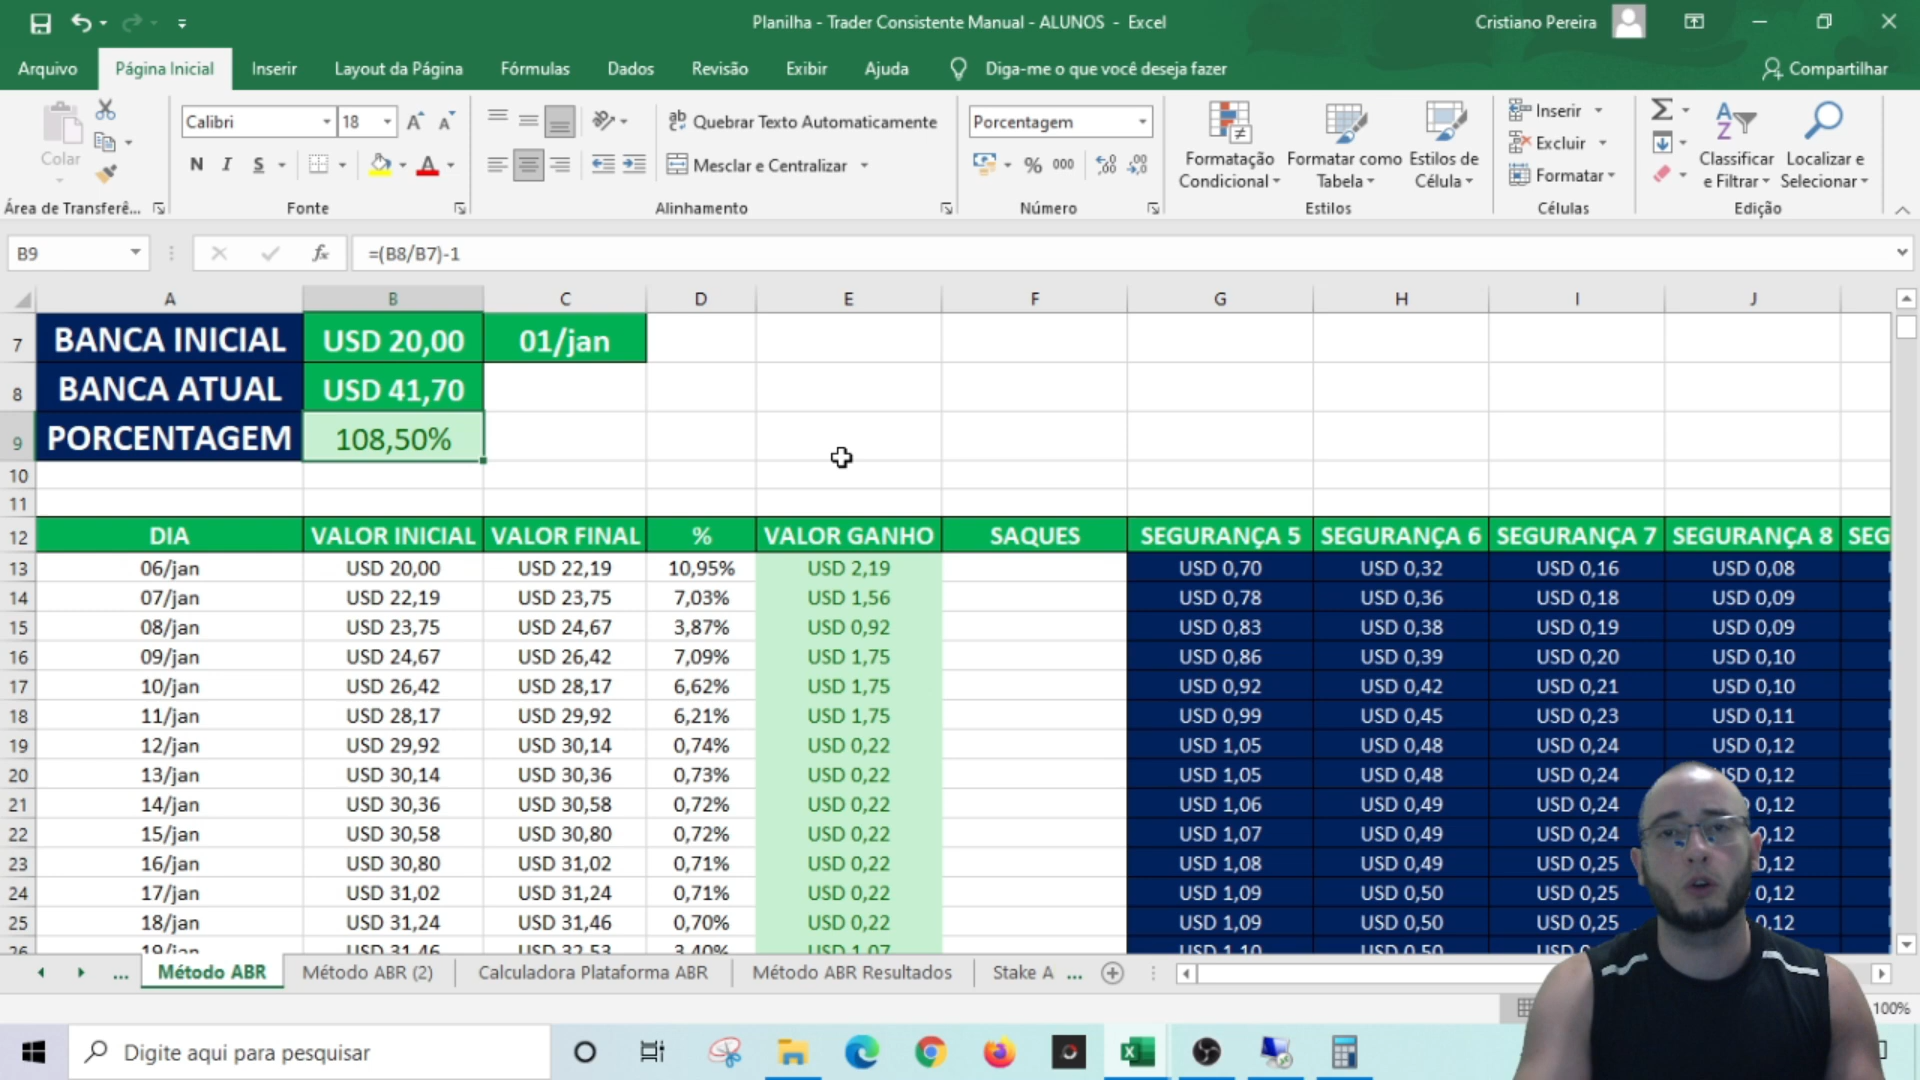 Planilha - Trader Consistente Manual - ALUNOS - Excel
Cristiano Pereira
Arquivo Página Inicial Inserir Layout da Página Fórmulas Dados Revisão Exibir Ajuda Diga-me o que você deseja fazer Compartilhar
Colar
Área de Transferê...
Calibri 18
N I S
Fonte
Quebrar Texto Automaticamente
Mesclar e Centralizar
Alinhamento
Porcentagem
% 000
Número
Formatação Condicional
Formatar como Tabela
Estilos de Célula
Estilos
Inserir
Excluir
Formatar
Células
Classificar e Filtrar
Localizar e Selecionar
Edição
B9 fx =(B8/B7)-1
A B C D E F G H I J
7 BANCA INICIAL USD 20,00 01/jan
8 BANCA ATUAL USD 41,70
9 PORCENTAGEM 108,50%
10
11
12 DIA VALOR INICIAL VALOR FINAL % VALOR GANHO SAQUES SEGURANÇA 5 SEGURANÇA 6 SEGURANÇA 7 SEGURANÇA 8 SEG
13 06/jan USD 20,00 USD 22,19 10,95% USD 2,19 USD 0,70 USD 0,32 USD 0,16 USD 0,08
14 07/jan USD 22,19 USD 23,75 7,03% USD 1,56 USD 0,78 USD 0,36 USD 0,18 USD 0,09
15 08/jan USD 23,75 USD 24,67 3,87% USD 0,92 USD 0,83 USD 0,38 USD 0,19 USD 0,09
16 09/jan USD 24,67 USD 26,42 7,09% USD 1,75 USD 0,86 USD 0,39 USD 0,20 USD 0,10
17 10/jan USD 26,42 USD 28,17 6,62% USD 1,75 USD 0,92 USD 0,42 USD 0,21 USD 0,10
18 11/jan USD 28,17 USD 29,92 6,21% USD 1,75 USD 0,99 USD 0,45 USD 0,23 USD 0,11
19 12/jan USD 29,92 USD 30,14 0,74% USD 0,22 USD 1,05 USD 0,48 USD 0,24 USD 0,12
20 13/jan USD 30,14 USD 30,36 0,73% USD 0,22 USD 1,05 USD 0,48 USD 0,24 USD 0,12
21 14/jan USD 30,36 USD 30,58 0,72% USD 0,22 USD 1,06 USD 0,49 USD 0,24 0,12
22 15/jan USD 30,58 USD 30,80 0,72% USD 0,22 USD 1,07 USD 0,49 USD 0,24 0,12
23 16/jan USD 30,80 USD 31,02 0,71% USD 0,22 USD 1,08 USD 0,49 USD 0,25 0,12
24 17/jan USD 31,02 USD 31,24 0,71% USD 0,22 USD 1,09 USD 0,50 USD 0,25 0,12
25 18/jan USD 31,24 USD 31,46 0,70% USD 0,22 USD 1,09 USD 0,50 USD 0,25 0,12
26 19/jan USD 31,46 USD 32,53 3,40% USD 1,07 USD 1,10 USD 0,50
... Método ABR Método ABR (2) Calculadora Plataforma ABR Método ABR Resultados Stake A ...
100%
Digite aqui para pesquisar